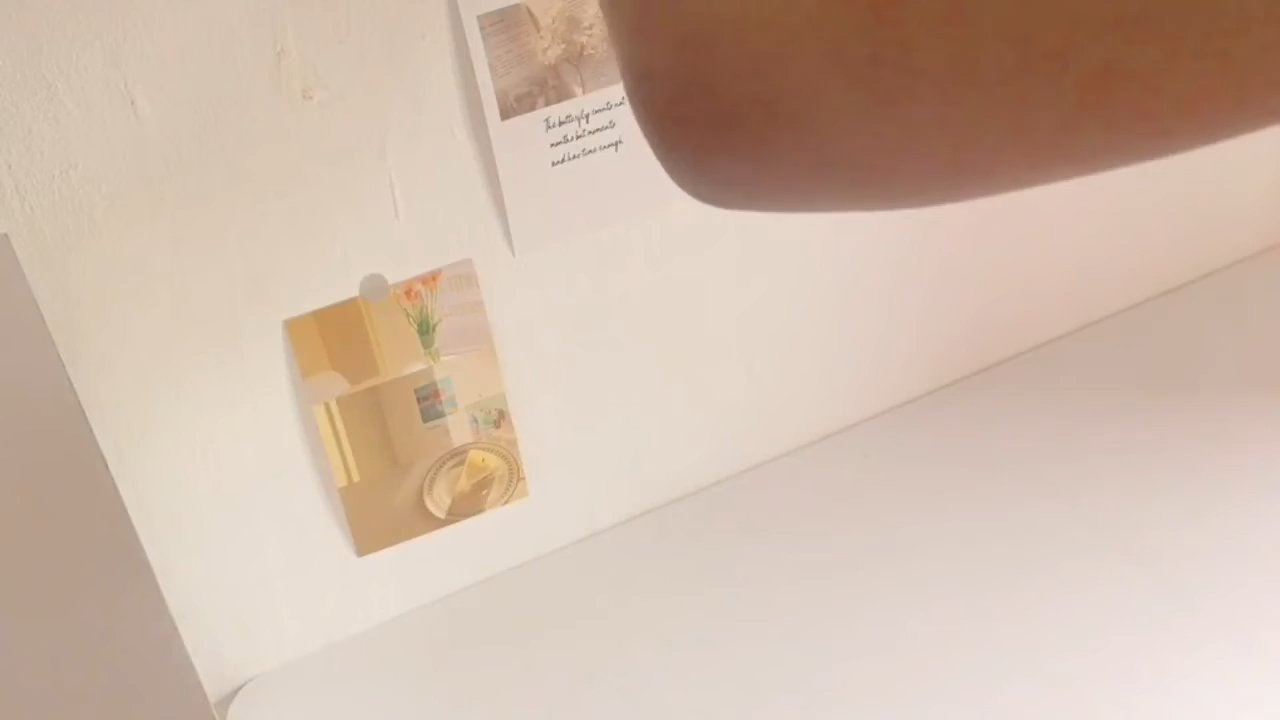 The butterfly counts not
months but moments
and has time enough